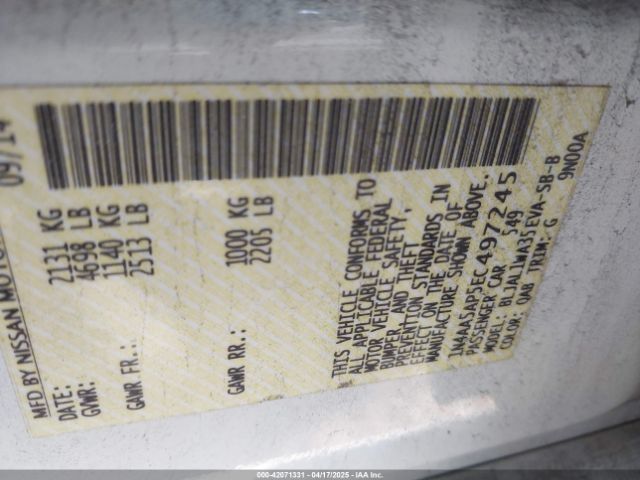 MFD BY NISSAN MOTOR
DATE: 09/14
GVWR: 2131 KG
4698 LB
GAWR FR.: 1140 KG
2513 LB
GAWR RR.: 1000 KG
2205 LB
THIS VEHICLE CONFORMS TO
ALL APPLICABLE FEDERAL
MOTOR VEHICLE SAFETY,
BUMPER, AND THEFT
PREVENTION STANDARDS IN
EFFECT ON THE DATE OF
MANUFACTURE SHOWN ABOVE.
1N4AA5AP5EC497245
PASSENGER CAR 549
MODEL: BLJALLWA35EVA-SB-B
COLOR: QAB TRIM: G 9N00A
000-42071331 - 04/17/2025 - IAA Inc.